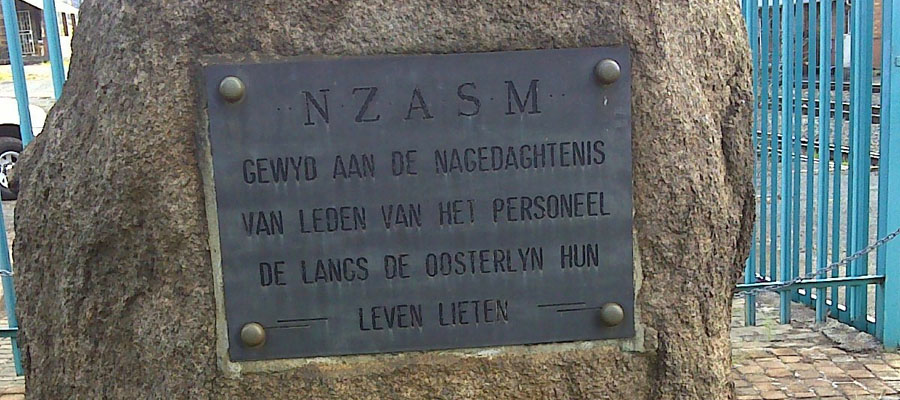 ·· N·Z·A·S·M ··
GEWYD AAN DE NAGEDAGHTENIS
VAN LEDEN VAN HET PERSONEEL
DE LANGS DE OOSTERLYN HUN
LEVEN LIETEN